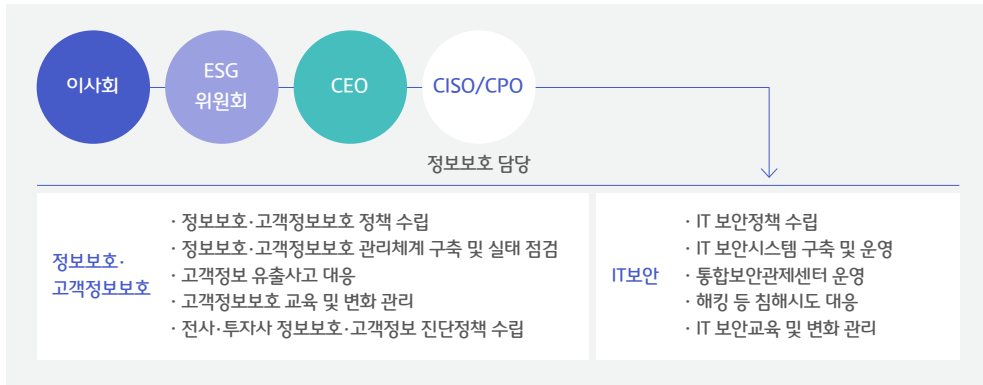 이사회
ESG
위원회
CEO
CISO/CPO
정보보호 담당
정보보호·
고객정보보호
· 정보보호·고객정보보호 정책 수립
· 정보보호·고객정보보호 관리체계 구축 및 실태 점검
· 고객정보 유출사고 대응
· 고객정보보호 교육 및 변화 관리
· 전사·투자사 정보보호·고객정보 진단정책 수립
IT보안
· IT 보안정책 수립
· IT 보안시스템 구축 및 운영
· 통합보안관제센터 운영
· 해킹 등 침해시도 대응
· IT 보안교육 및 변화 관리